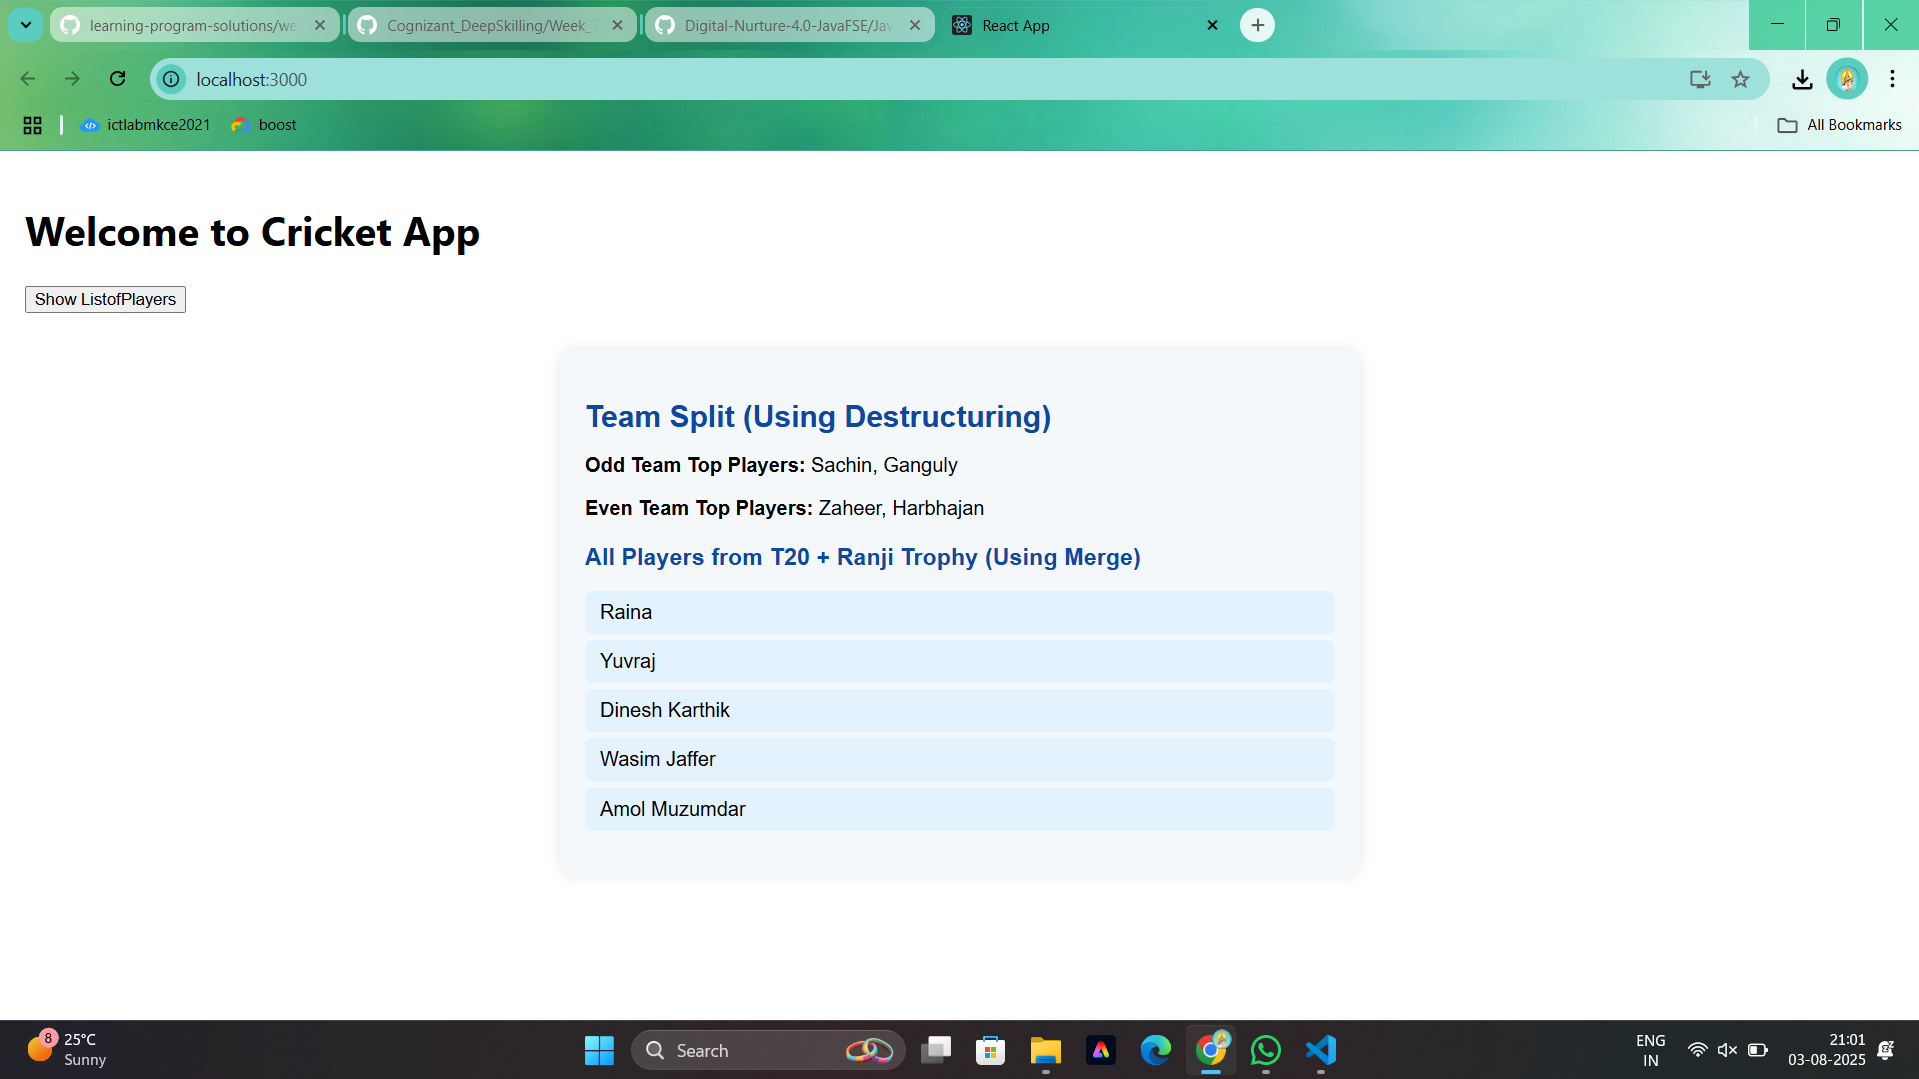 learning-program-solutions/we
Cognizant_DeepSkilling/Week_
Digital-Nurture-4.0-JavaFSE/Jav
React App
localhost:3000
ictlabmkce2021
boost
All Bookmarks
Welcome to Cricket App
Show ListofPlayers
Team Split (Using Destructuring)
Odd Team Top Players: Sachin, Ganguly
Even Team Top Players: Zaheer, Harbhajan
All Players from T20 + Ranji Trophy (Using Merge)
Raina
Yuvraj
Dinesh Karthik
Wasim Jaffer
Amol Muzumdar
8
25°C
Sunny
Search
ENG
IN
21:01
03-08-2025